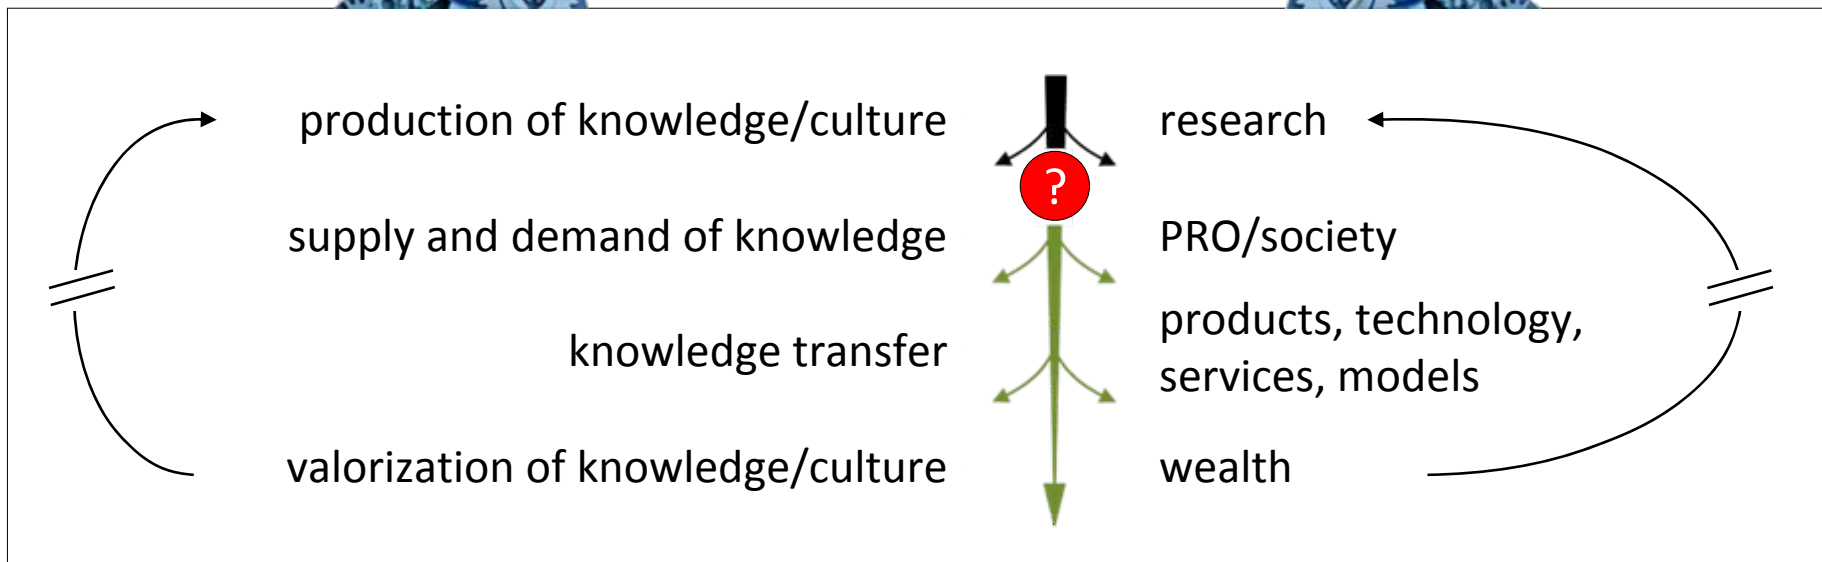 production of knowledge/culture
research
?
supply and demand of knowledge
PRO/society
knowledge transfer
products, technology,
services, models
valorization of knowledge/culture
wealth